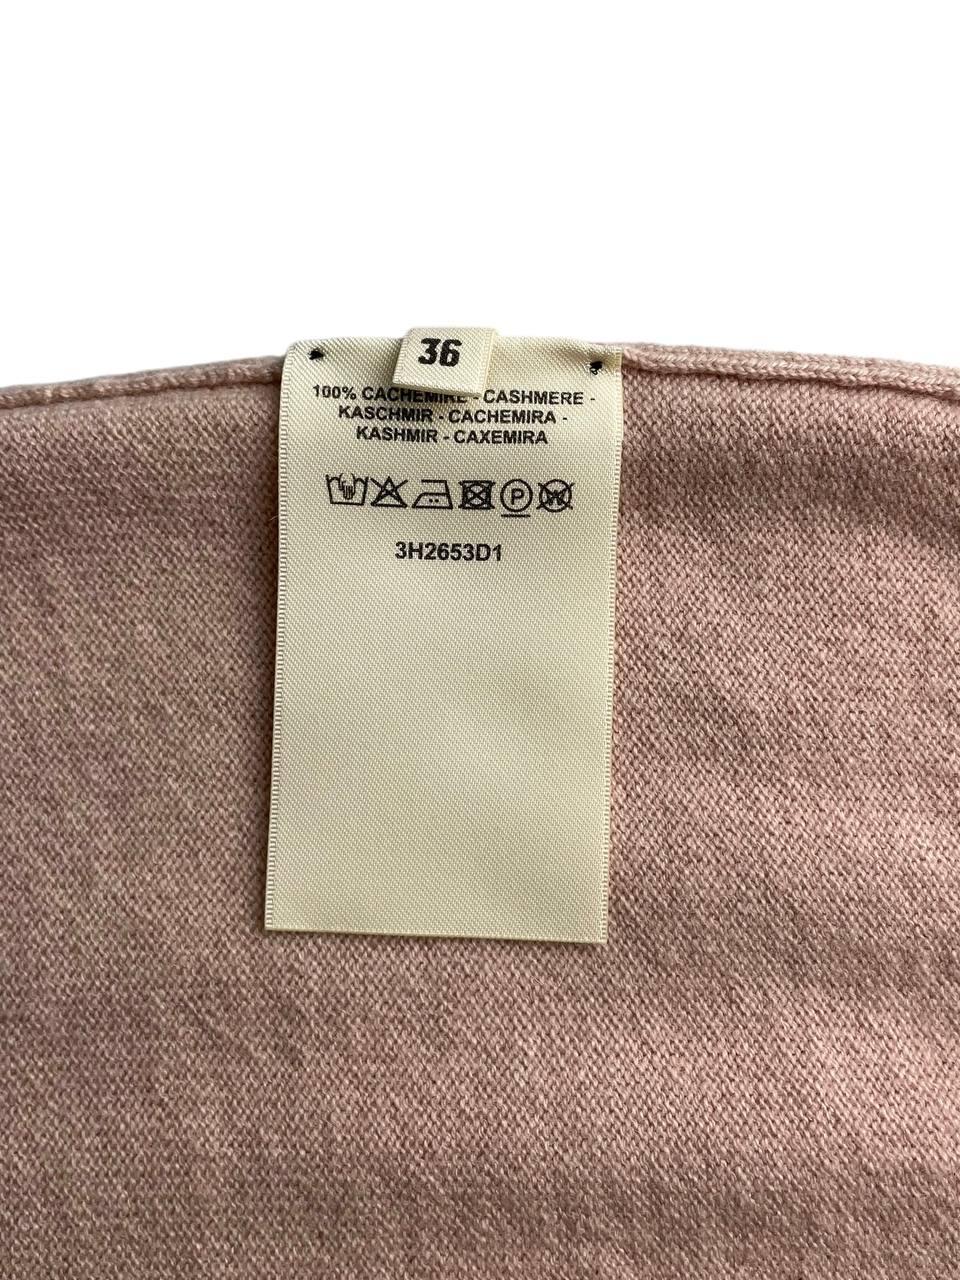 36
100% CACHEMIRE - CASHMERE -
KASCHMIR - CACHEMIRA -
KASHMIR - CAXEMIRA
P
W
3H2653D1